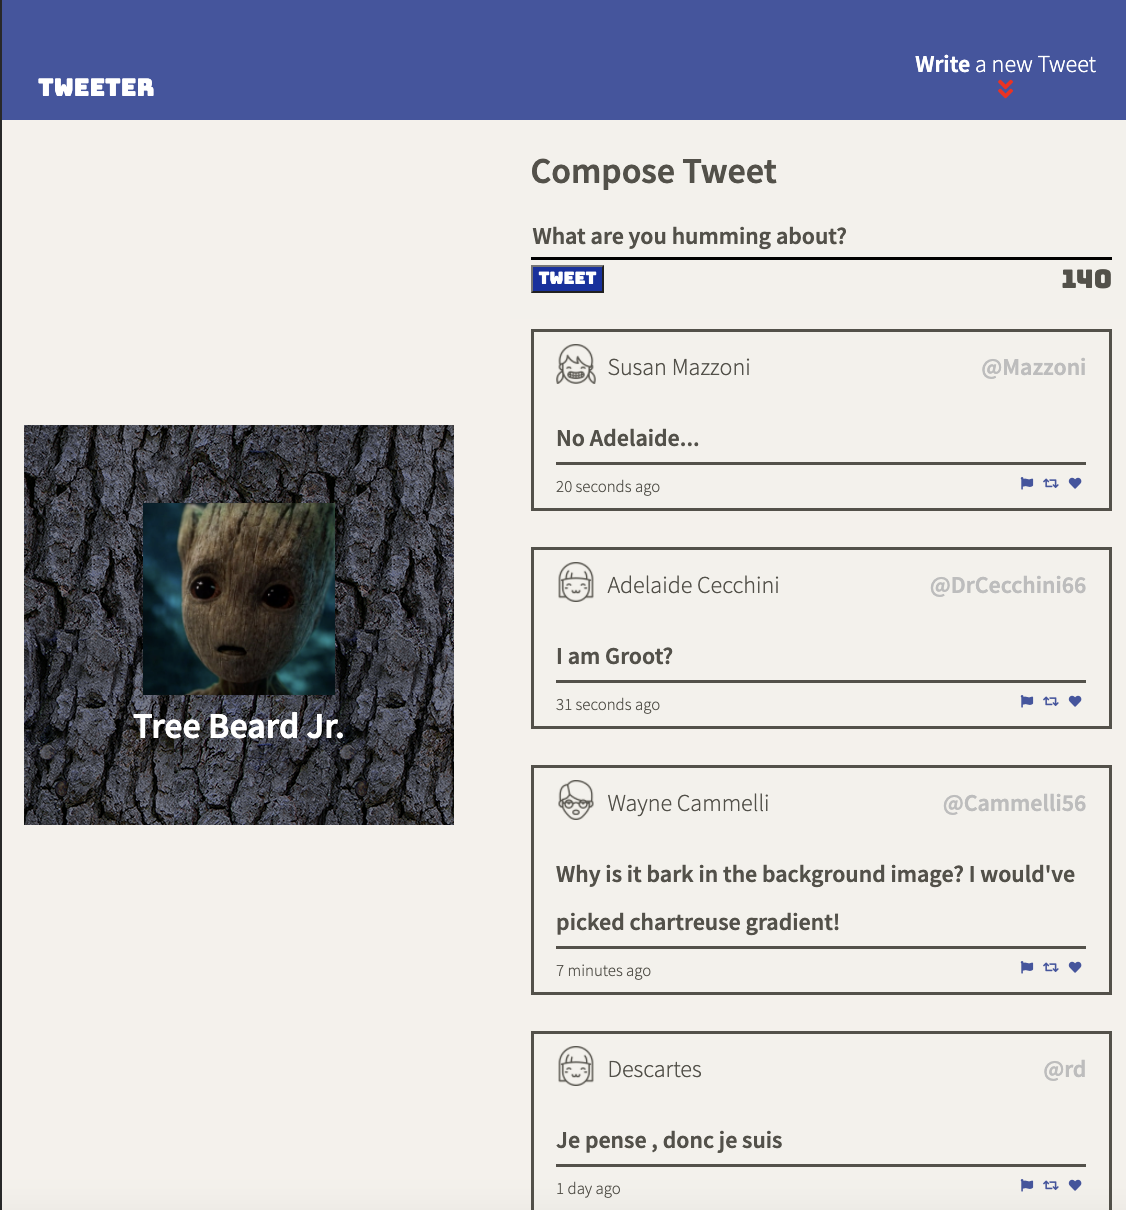 TWEETER
Write a new Tweet
Compose Tweet
What are you humming about?
TWEET
140
Susan Mazzoni
@Mazzoni
No Adelaide...
20 seconds ago
Adelaide Cecchini
@DrCecchini66
I am Groot?
31 seconds ago
Wayne Cammelli
@Cammelli56
Why is it bark in the background image? I would've
picked chartreuse gradient!
7 minutes ago
Descartes
@rd
Je pense , donc je suis
1 day ago
Tree Beard Jr.